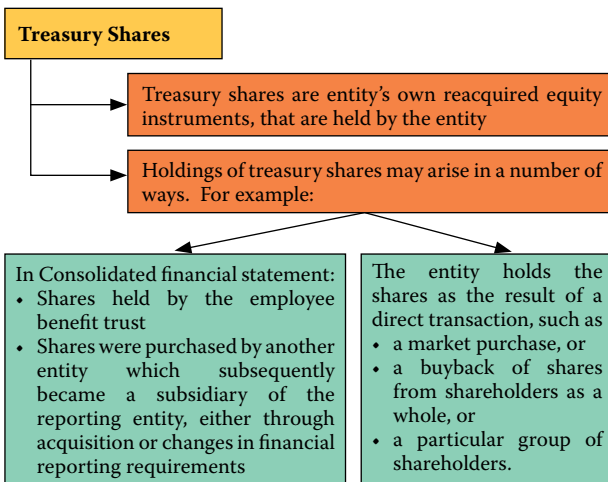 Treasury Shares
Treasury shares are entity’s own reacquired equity
instruments, that are held by the entity
Holdings of treasury shares may arise in a number of
ways. For example:
In Consolidated financial statement:
• Shares held by the employee
benefit trust
• Shares were purchased by another
entity which subsequently
became a subsidiary of the
reporting entity, either through
acquisition or changes in financial
reporting requirements
The entity holds the
shares as the result of a
direct transaction, such as
• a market purchase, or
• a buyback of shares
from shareholders as a
whole, or
• a particular group of
shareholders.